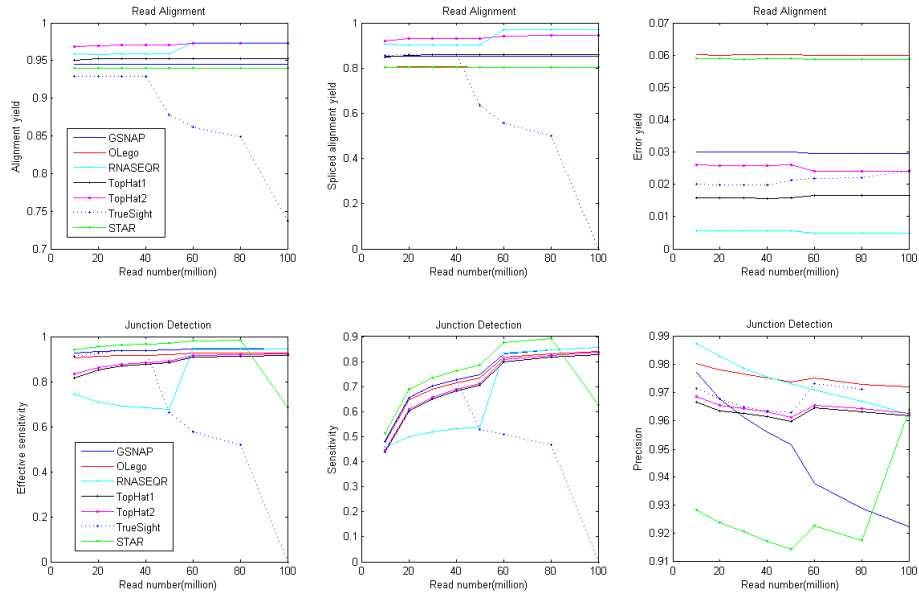 Read Alignment
Alignment yield
1
0.95
0.9
0.85
0.8
0.75
0.7
GSNAP
OLego
RNASEQR
TopHat1
TopHat2
TrueSight
STAR
0 20 40 60 80 100
Read number(million)
Read Alignment
Spliced alignment yield
1
0.8
0.6
0.4
0.2
0
0 20 40 60 80 100
Read number(million)
Read Alignment
Error yield
0.07
0.06
0.05
0.04
0.03
0.02
0.01
0
0 20 40 60 80 100
Read number(million)
Junction Detection
Effective sensitivity
1
0.8
0.6
0.4
0.2
0
GSNAP
OLego
RNASEQR
TopHat1
TopHat2
TrueSight
STAR
0 20 40 60 80 100
Read number(million)
Junction Detection
Sensitivity
0.9
0.8
0.7
0.6
0.5
0.4
0.3
0.2
0.1
0
0 20 40 60 80 100
Read number(million)
Junction Detection
Precision
0.99
0.98
0.97
0.96
0.95
0.94
0.93
0.92
0.91
0 20 40 60 80 100
Read number(million)